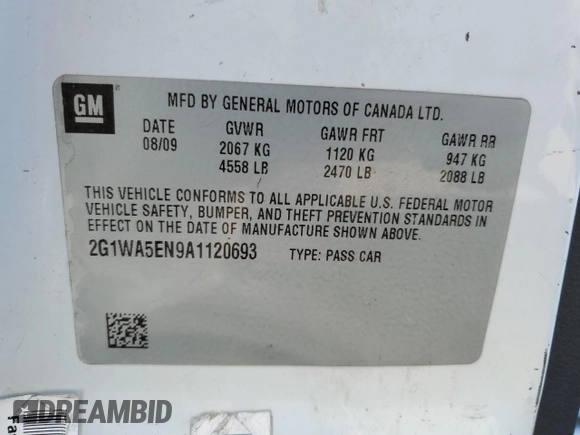 GM
MFD BY GENERAL MOTORS OF CANADA LTD.
DATE GVWR GAWR FRT GAWR RR
08/09 2067 KG 1120 KG 947 KG
4558 LB 2470 LB 2088 LB
THIS VEHICLE CONFORMS TO ALL APPLICABLE U.S. FEDERAL MOTOR
VEHICLE SAFETY, BUMPER, AND THEFT PREVENTION STANDARDS IN
EFFECT ON THE DATE OF MANUFACTURE SHOWN ABOVE.
2G1WA5EN9A1120693 TYPE: PASS CAR
DREAMBID